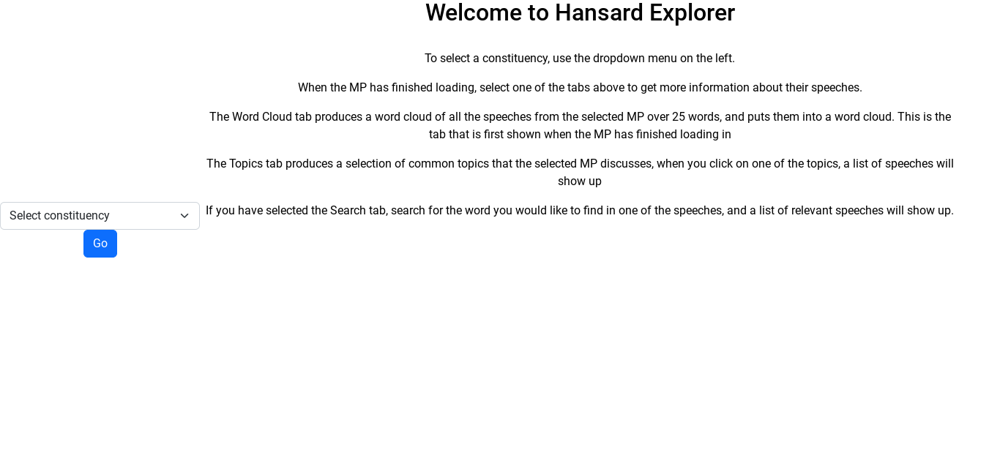 Welcome to Hansard Explorer
To select a constituency, use the dropdown menu on the left.
When the MP has finished loading, select one of the tabs above to get more information about their speeches.
The Word Cloud tab produces a word cloud of all the speeches from the selected MP over 25 words, and puts them into a word cloud. This is the
tab that is first shown when the MP has finished loading in
The Topics tab produces a selection of common topics that the selected MP discusses, when you click on one of the topics, a list of speeches will
show up
If you have selected the Search tab, search for the word you would like to find in one of the speeches, and a list of relevant speeches will show up.
Select constituency
Go